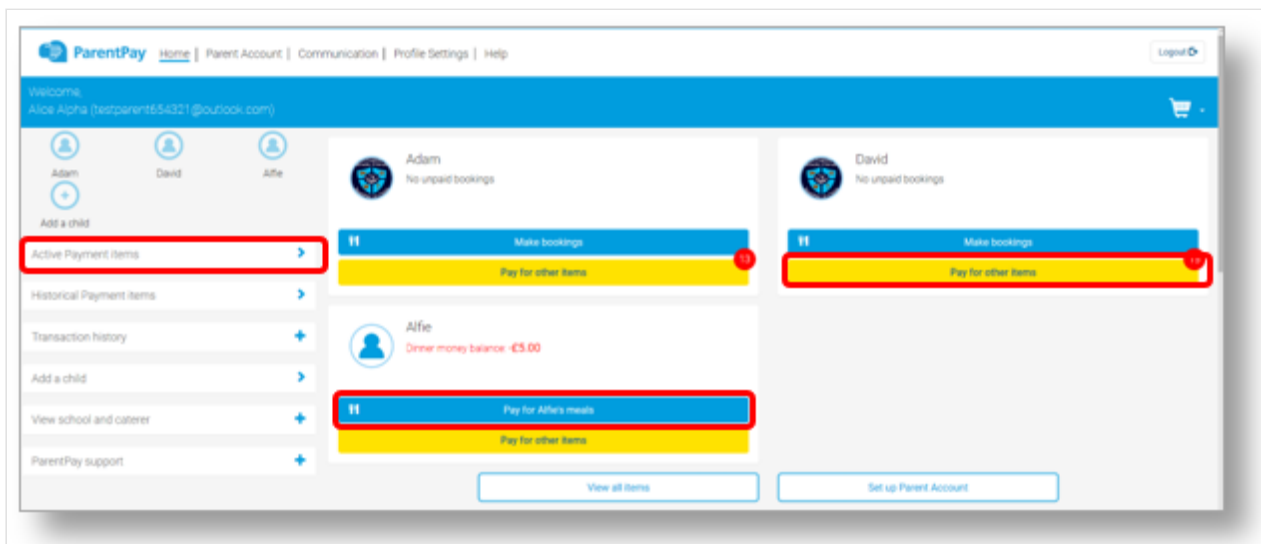 ParentPay Home | Parent Account | Communication | Profile Settings | Help
Logout
Welcome,
Alice Alpha (testparent654321@outlook.com)
Adam David Alfie
Add a child
Active Payment items
Historical Payment items
Transaction history
Add a child
View school and caterer
ParentPay support
Adam
No unpaid bookings
Make bookings
13
Pay for other items
David
No unpaid bookings
Make bookings
Pay for other items
Alfie
Dinner money balance: -£5.00
Pay for Alfie's meals
Pay for other items
View all items
Set up Parent Account